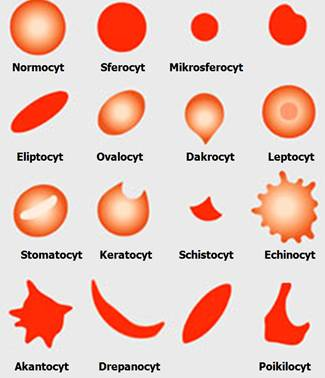 Normocyt Sferocyt Mikrosferocyt
Eliptocyt Ovalocyt Dakrocyt Leptocyt
Stomatocyt Keratocyt Schistocyt Echinocyt
Akantocyt Drepanocyt Poikilocyt